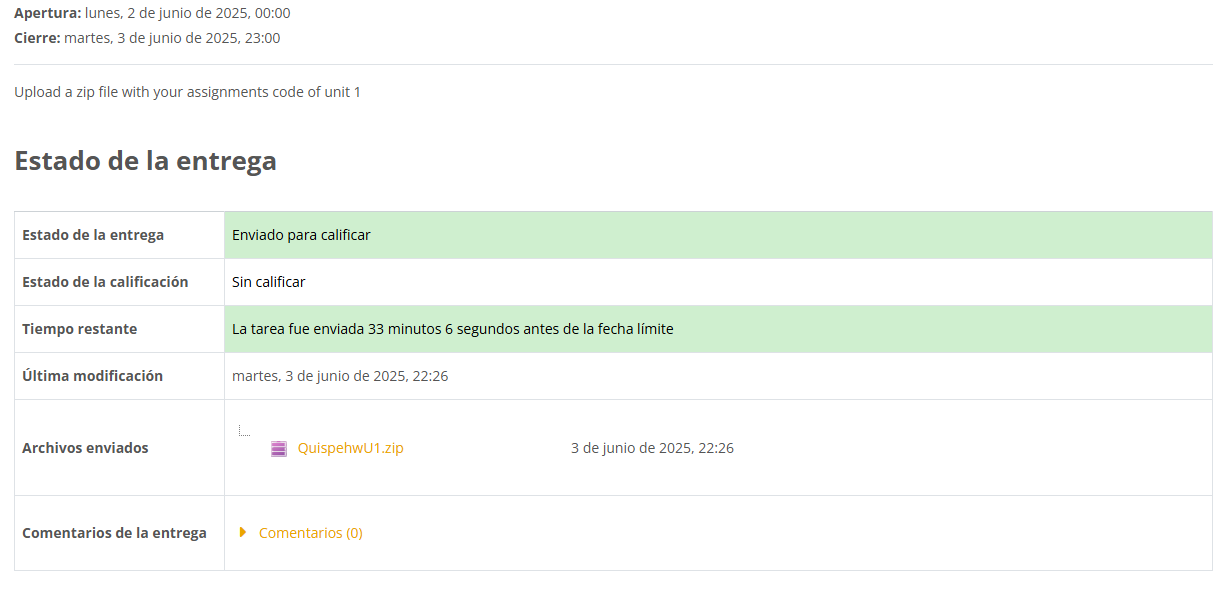 Apertura: lunes, 2 de junio de 2025, 00:00
Cierre: martes, 3 de junio de 2025, 23:00
Upload a zip file with your assignments code of unit 1
Estado de la entrega
Estado de la entrega Enviado para calificar
Estado de la calificación Sin calificar
Tiempo restante La tarea fue enviada 33 minutos 6 segundos antes de la fecha límite
Última modificación martes, 3 de junio de 2025, 22:26
Archivos enviados QuispehwU1.zip 3 de junio de 2025, 22:26
Comentarios de la entrega Comentarios (0)